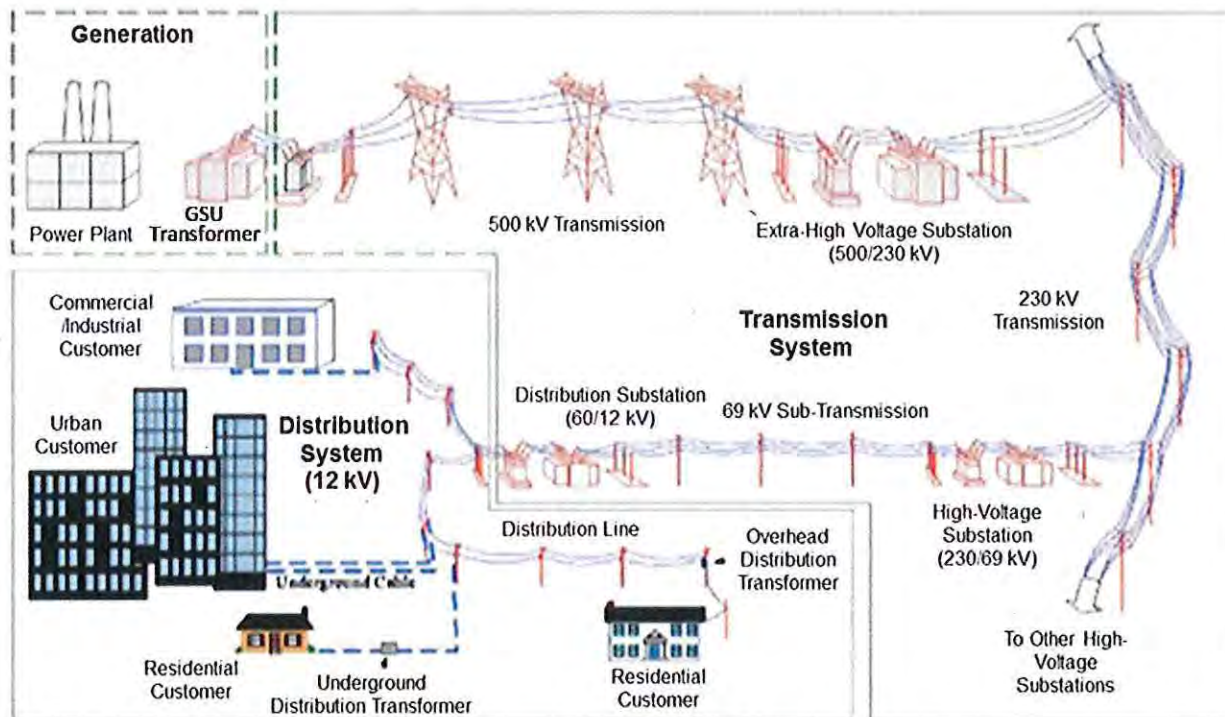 Generation
Power Plant
GSU
Transformer
500 kV Transmission
Extra-High Voltage Substation
(500/230 kV)
230 kV
Transmission
Transmission
System
Commercial
/Industrial
Customer
Urban
Customer
Distribution
System
(12 kV)
Distribution Substation
(60/12 kV)
69 kV Sub-Transmission
High-Voltage
Substation
(230/69 kV)
Distribution Line
Overhead
Distribution
Transformer
Underground Cable
Residential
Customer
Underground
Distribution Transformer
Residential
Customer
To Other High-
Voltage
Substations